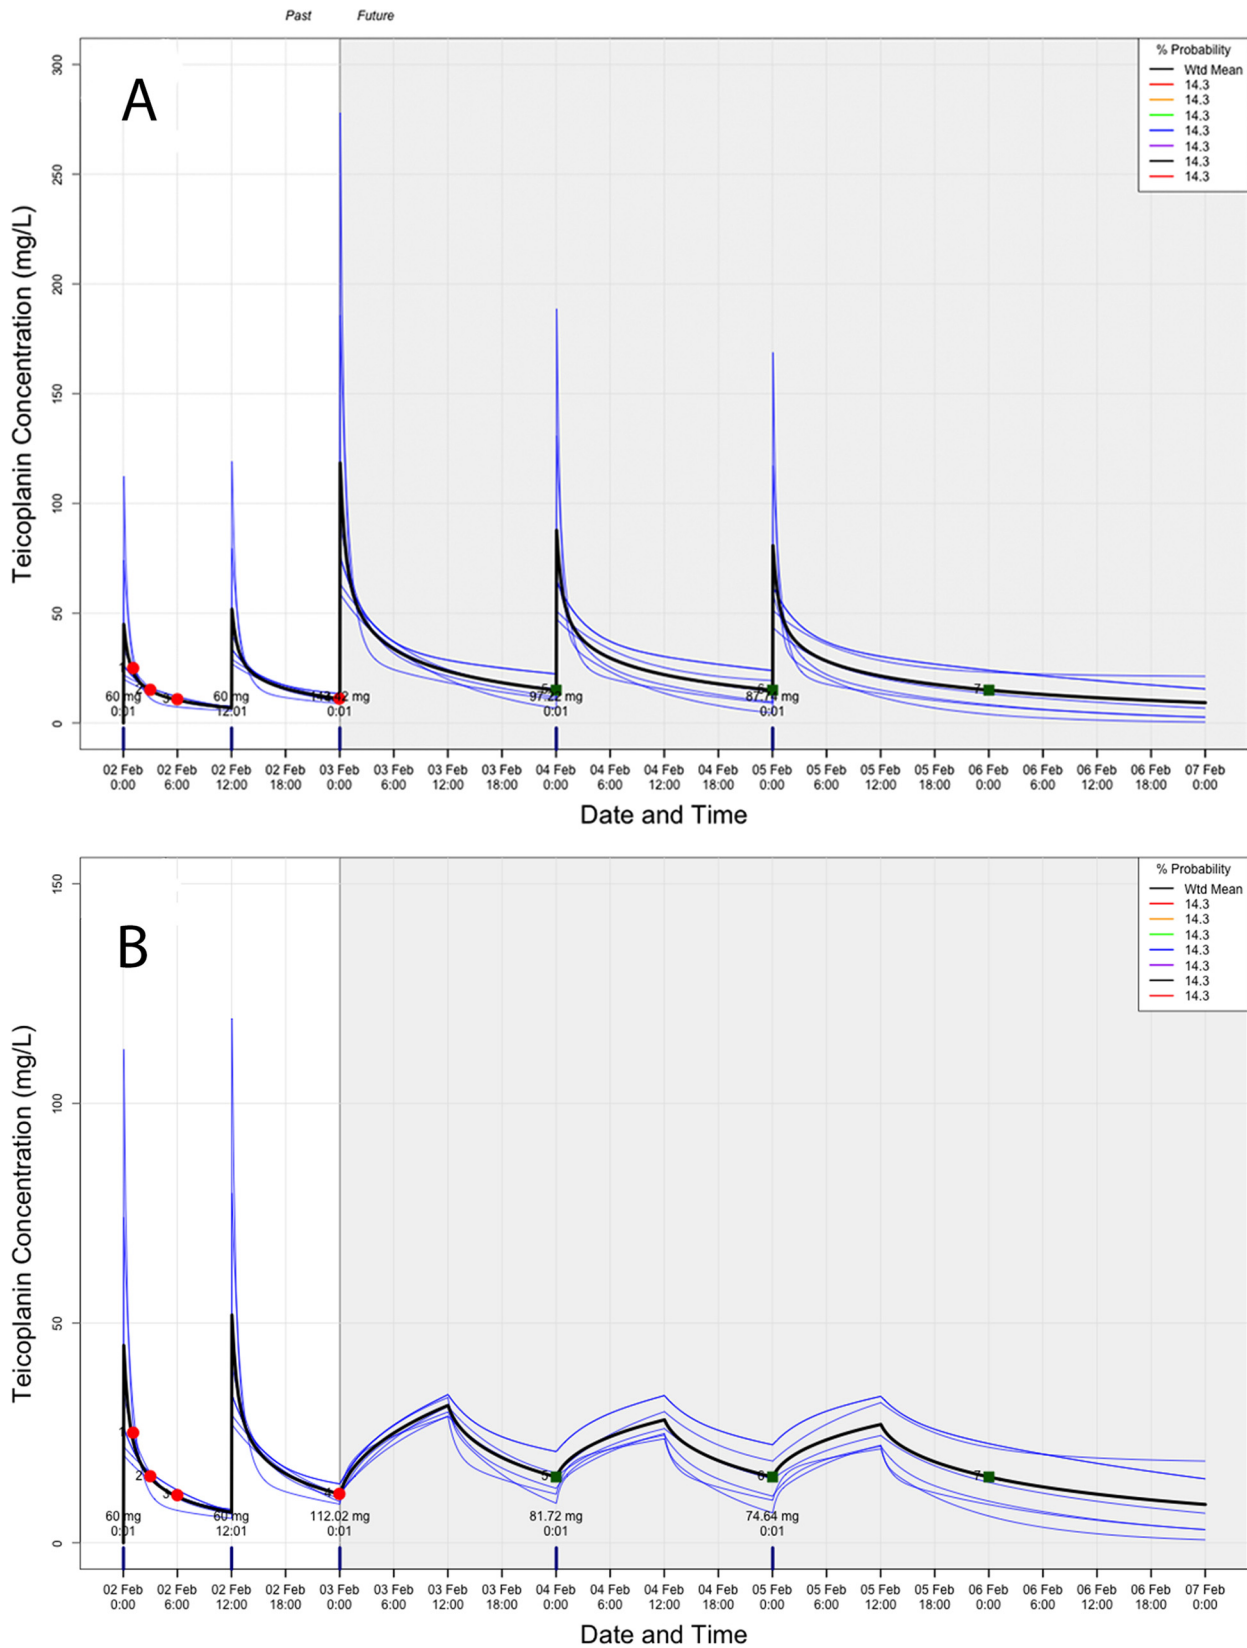 Past Future
A
% Probability
Wtd Mean
14.3
14.3
14.3
14.3
14.3
14.3
14.3
Teicoplanin Concentration (mg/L)
300
250
200
150
100
50
0
60 mg
0:01
60 mg
12:01
mg
0:01
97.22 mg
0:01
87.74 mg
0:01
7
02 Feb 02 Feb 02 Feb 02 Feb 03 Feb 03 Feb 03 Feb 03 Feb 04 Feb 04 Feb 04 Feb 04 Feb 05 Feb 05 Feb 05 Feb 05 Feb 06 Feb 06 Feb 06 Feb 06 Feb 07 Feb
0:00 6:00 12:00 18:00 0:00 6:00 12:00 18:00 0:00 6:00 12:00 18:00 0:00 6:00 12:00 18:00 0:00 6:00 12:00 18:00 0:00
Date and Time
B
% Probability
Wtd Mean
14.3
14.3
14.3
14.3
14.3
14.3
14.3
Teicoplanin Concentration (mg/L)
150
100
50
0
1
2
3
4
5
6
7
60 mg
0:01
60 mg
12:01
112.02 mg
0:01
81.72 mg
0:01
74.64 mg
0:01
02 Feb 02 Feb 02 Feb 02 Feb 03 Feb 03 Feb 03 Feb 03 Feb 04 Feb 04 Feb 04 Feb 04 Feb 05 Feb 05 Feb 05 Feb 05 Feb 06 Feb 06 Feb 06 Feb 06 Feb 07 Feb
0:00 6:00 12:00 18:00 0:00 6:00 12:00 18:00 0:00 6:00 12:00 18:00 0:00 6:00 12:00 18:00 0:00 6:00 12:00 18:00 0:00
Date and Time